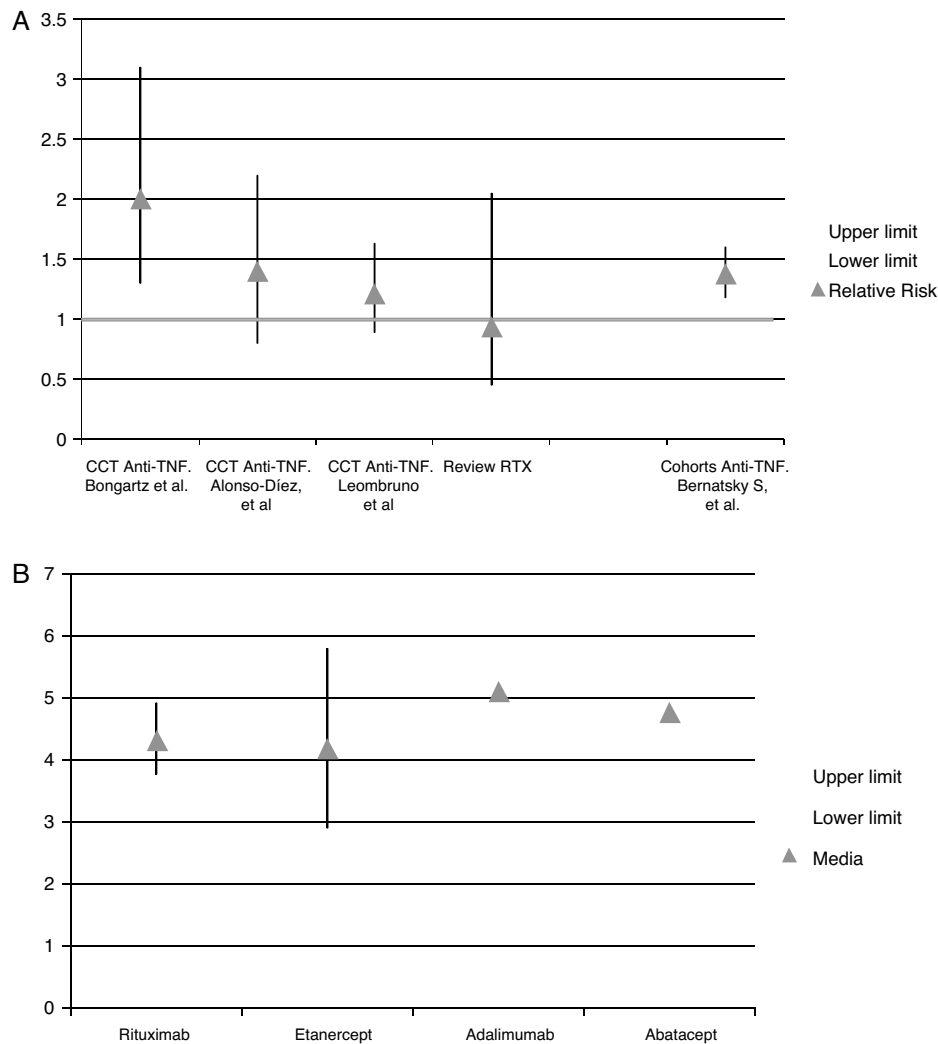 A
3.5
3
2.5
2
1.5
1
0.5
0
CCT Anti-TNF.
Bongartz et al.
CCT Anti-TNF.
Alonso-Díez,
et al
CCT Anti-TNF.
Leombruno
et al
Review RTX
Cohorts Anti-TNF.
Bernatsky S,
et al.
Upper limit
Lower limit
Relative Risk
B
7
6
5
4
3
2
1
0
Rituximab
Etanercept
Adalimumab
Abatacept
Upper limit
Lower limit
Media